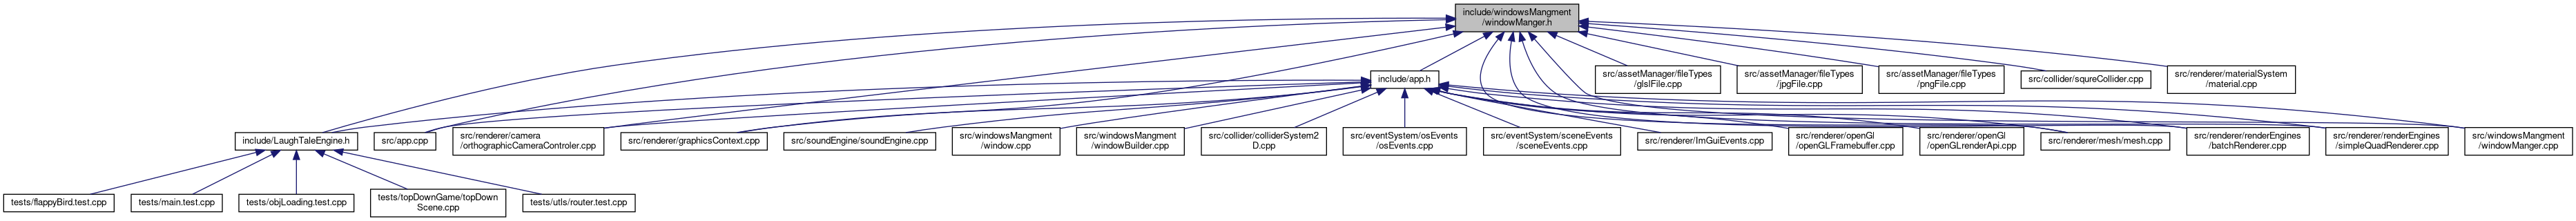 include/windowsMangment
/windowManger.h
include/app.h
src/assetManager/fileTypes
/glslFile.cpp
src/assetManager/fileTypes
/jpgFile.cpp
src/assetManager/fileTypes
/pngFile.cpp
src/collider/squreCollider.cpp
src/renderer/materialSystem
/material.cpp
include/LaughTaleEngine.h
src/app.cpp
src/renderer/camera
/orthographicCameraControler.cpp
src/renderer/graphicsContext.cpp
src/soundEngine/soundEngine.cpp
src/windowsMangment
/window.cpp
src/windowsMangment
/windowBuilder.cpp
src/collider/colliderSystem2
D.cpp
src/eventSystem/osEvents
/osEvents.cpp
src/eventSystem/sceneEvents
/sceneEvents.cpp
src/renderer/ImGuiEvents.cpp
src/renderer/openGl
/openGLFramebuffer.cpp
src/renderer/openGl
/openGLrenderApi.cpp
src/renderer/mesh/mesh.cpp
src/renderer/renderEngines
/batchRenderer.cpp
src/renderer/renderEngines
/simpleQuadRenderer.cpp
src/windowsMangment
/windowManger.cpp
tests/flappyBird.test.cpp
tests/main.test.cpp
tests/objLoading.test.cpp
tests/topDownGame/topDown
Scene.cpp
tests/utls/router.test.cpp